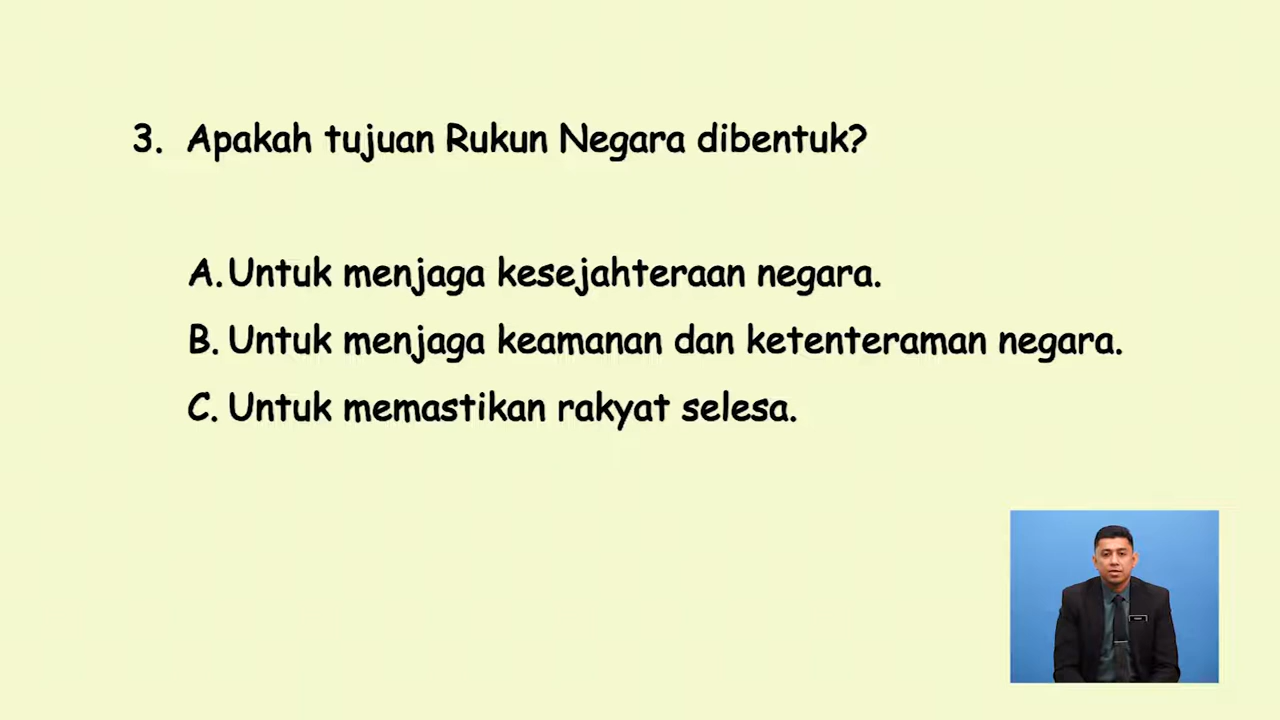 3. Apakah tujuan Rukun Negara dibentuk?
A. Untuk menjaga kesejahteraan negara.
B. Untuk menjaga keamanan dan ketenteraman negara.
C. Untuk memastikan rakyat selesa.